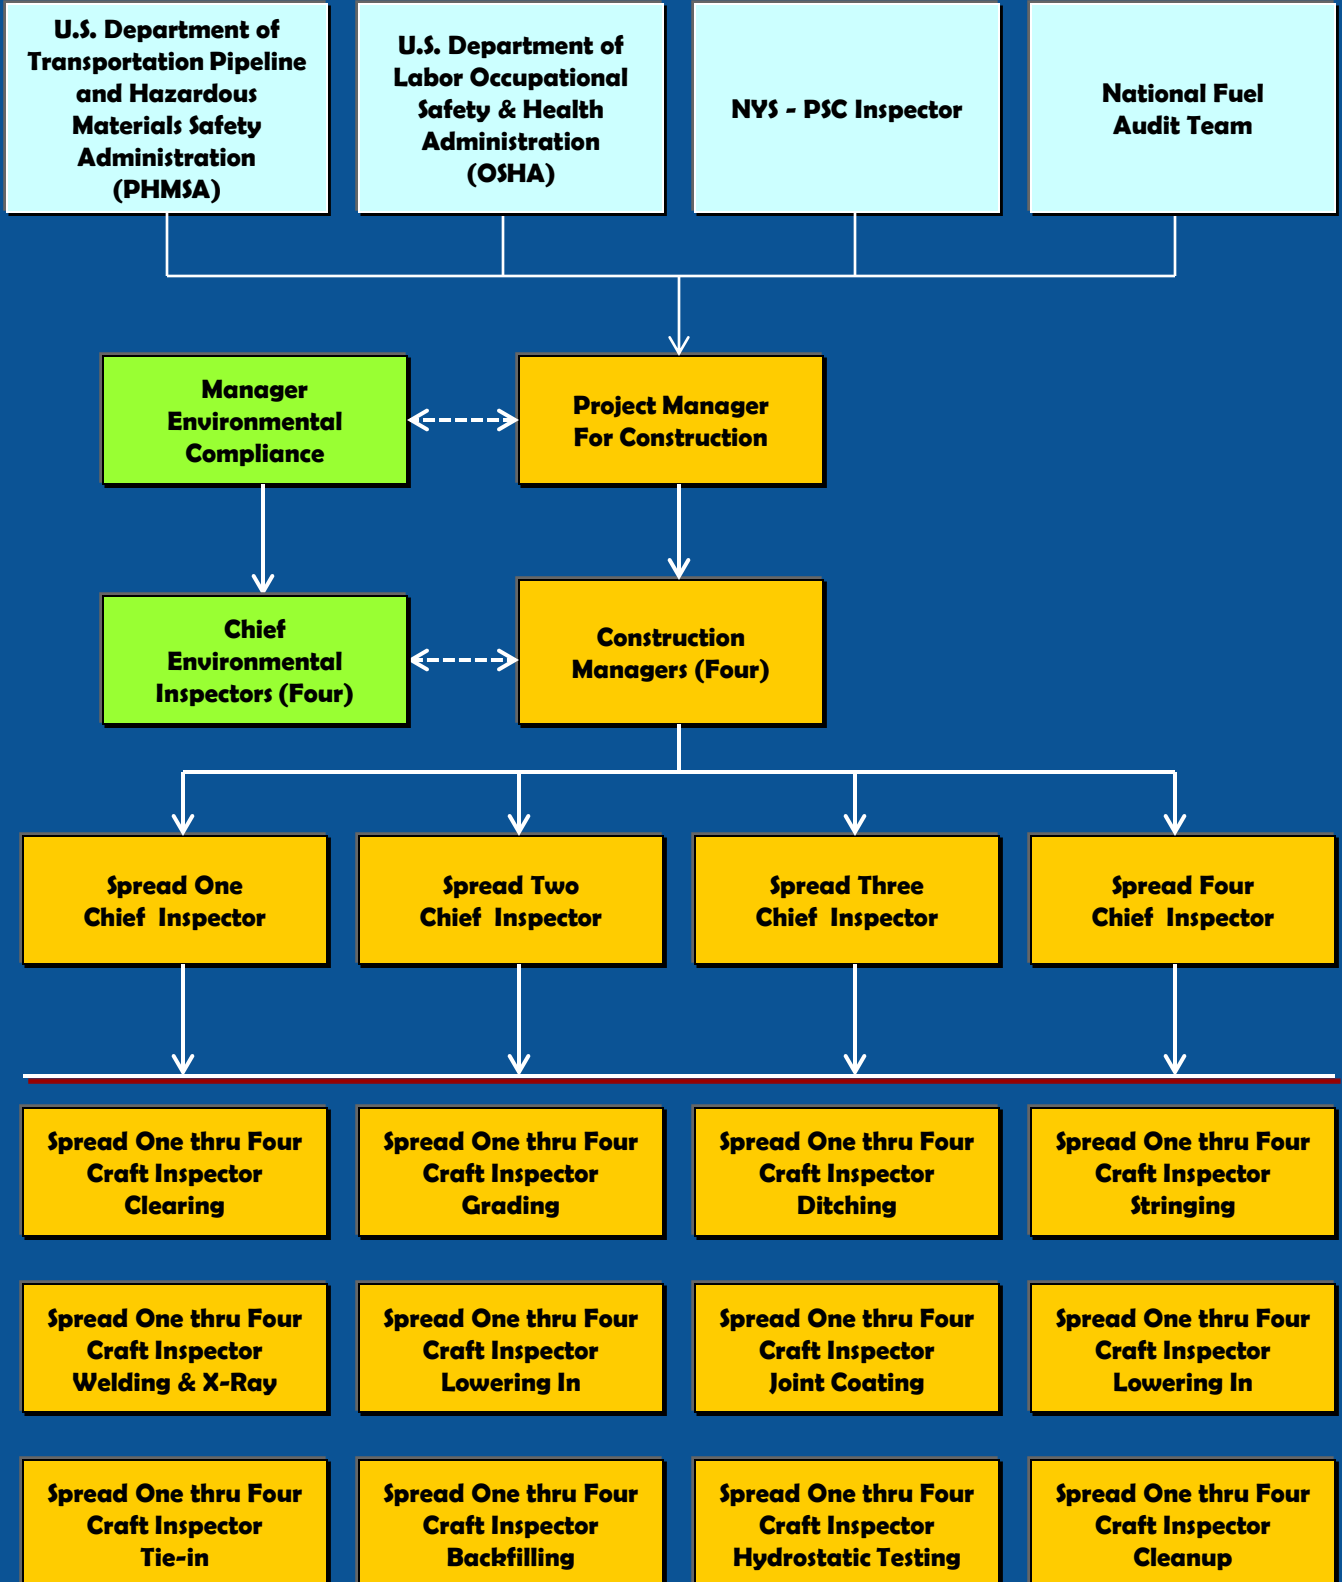 U.S. Department of
Transportation Pipeline
and Hazardous
Materials Safety
Administration
(PHMSA)
U.S. Department of
Labor Occupational
Safety & Health
Administration
(OSHA)
NYS - PSC Inspector
National Fuel
Audit Team
Manager
Environmental
Compliance
Project Manager
For Construction
Chief
Environmental
Inspectors (Four)
Construction
Managers (Four)
Spread One
Chief Inspector
Spread Two
Chief Inspector
Spread Three
Chief Inspector
Spread Four
Chief Inspector
Spread One thru Four
Craft Inspector
Clearing
Spread One thru Four
Craft Inspector
Grading
Spread One thru Four
Craft Inspector
Ditching
Spread One thru Four
Craft Inspector
Stringing
Spread One thru Four
Craft Inspector
Welding & X-Ray
Spread One thru Four
Craft Inspector
Lowering In
Spread One thru Four
Craft Inspector
Joint Coating
Spread One thru Four
Craft Inspector
Lowering In
Spread One thru Four
Craft Inspector
Tie-in
Spread One thru Four
Craft Inspector
Backfilling
Spread One thru Four
Craft Inspector
Hydrostatic Testing
Spread One thru Four
Craft Inspector
Cleanup